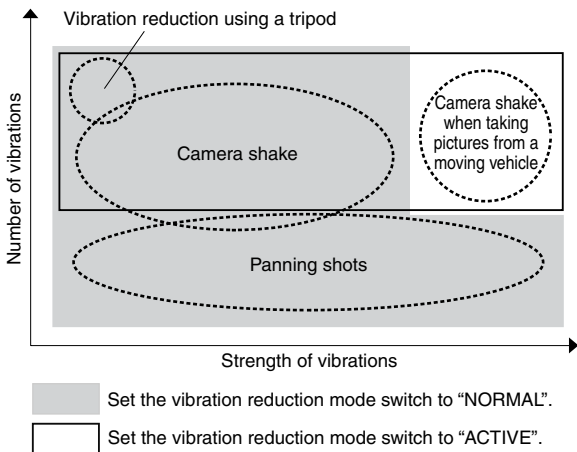 Vibration reduction using a tripod
Number of vibrations
Camera shake
Camera shake
when taking
pictures from a
moving vehicle
Panning shots
Strength of vibrations
Set the vibration reduction mode switch to “NORMAL”.
Set the vibration reduction mode switch to “ACTIVE”.